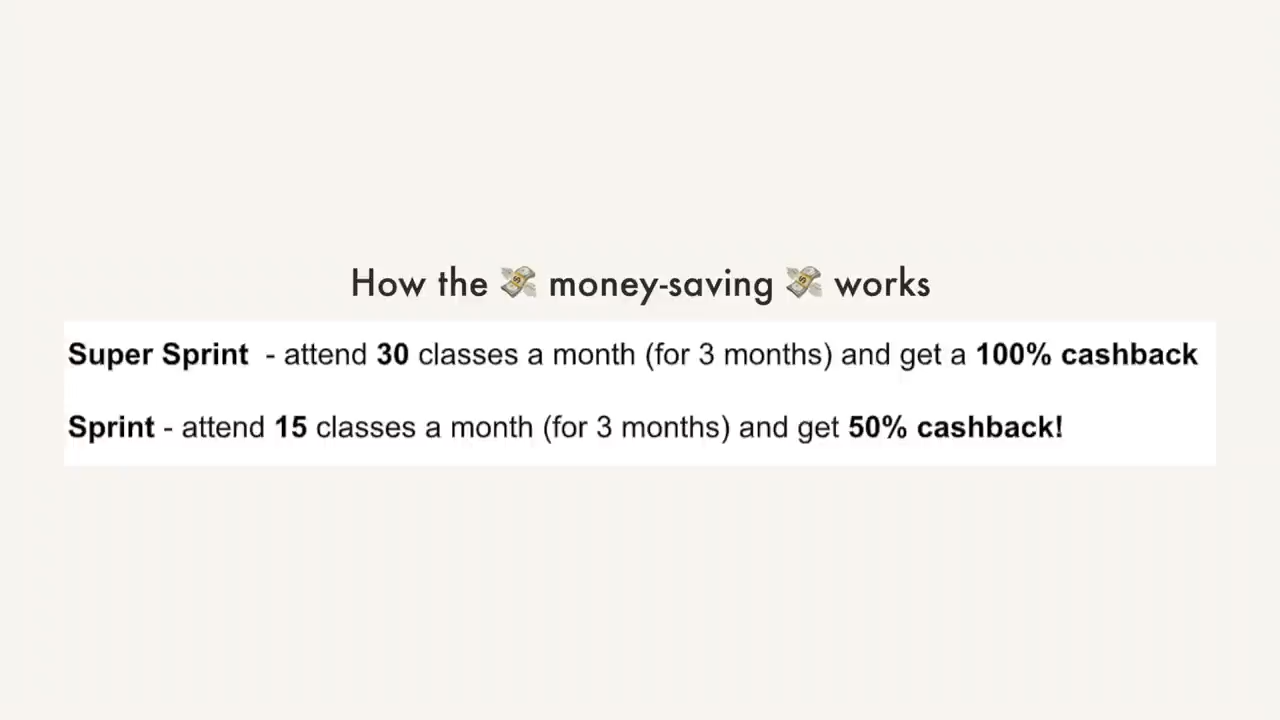 How the 💸 money-saving 💸 works
Super Sprint - attend 30 classes a month (for 3 months) and get a 100% cashback
Sprint - attend 15 classes a month (for 3 months) and get 50% cashback!